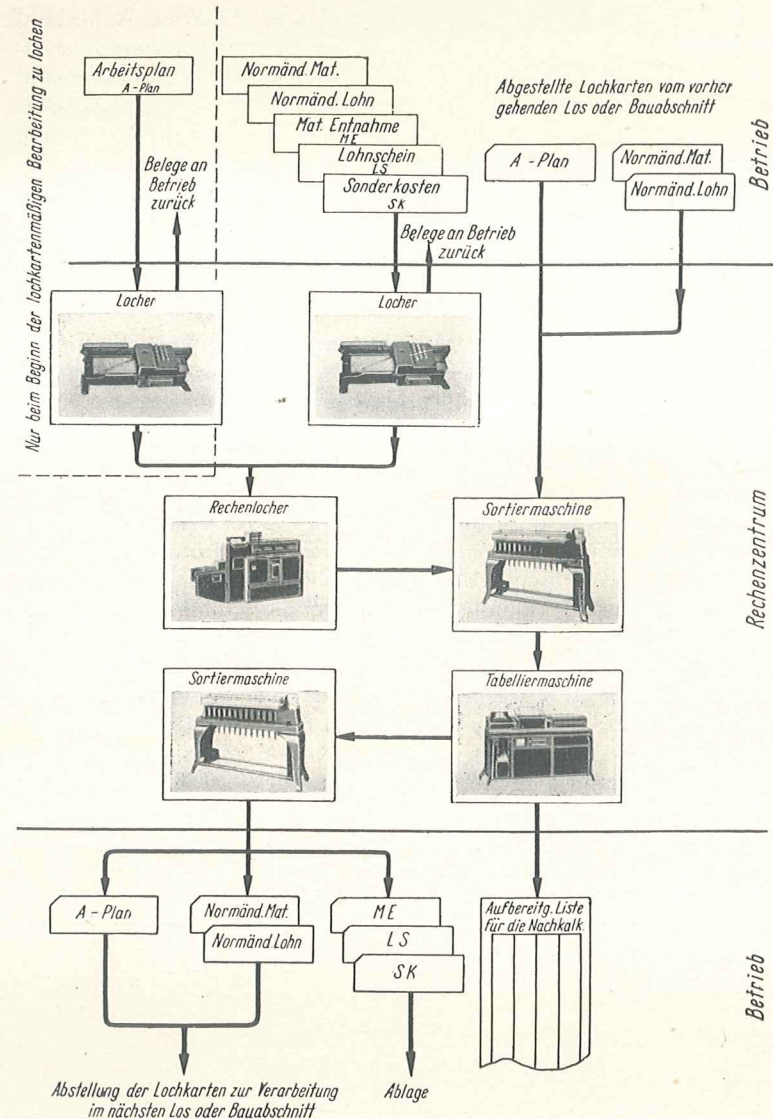 Nur beim Beginn der lochkartenmäßigen Bearbeitung zu lochen
Arbeitsplan
A - Plan
Belege an
Betrieb
zurück
Normänd. Mat.
Normänd. Lohn
Mat. Entnahme
ME
Lohnschein
LS
Sonderkosten
SK
Belege an Betrieb
zurück
Abgestellte Lochkarten vom vorher
gehenden Los oder Bauabschnitt
A - Plan
Normänd. Mat.
Normänd. Lohn
Betrieb
Locher
Locher
Rechenlocher
Sortiermaschine
Rechenzentrum
Sortiermaschine
Tabelliermaschine
A - Plan
Normänd. Mat.
Normänd. Lohn
ME
LS
SK
Aufbereitg. Liste
für die Nachkalk.
Betrieb
Abstellung der Lochkarten zur Verarbeitung
im nächsten Los oder Bauabschnitt
Ablage